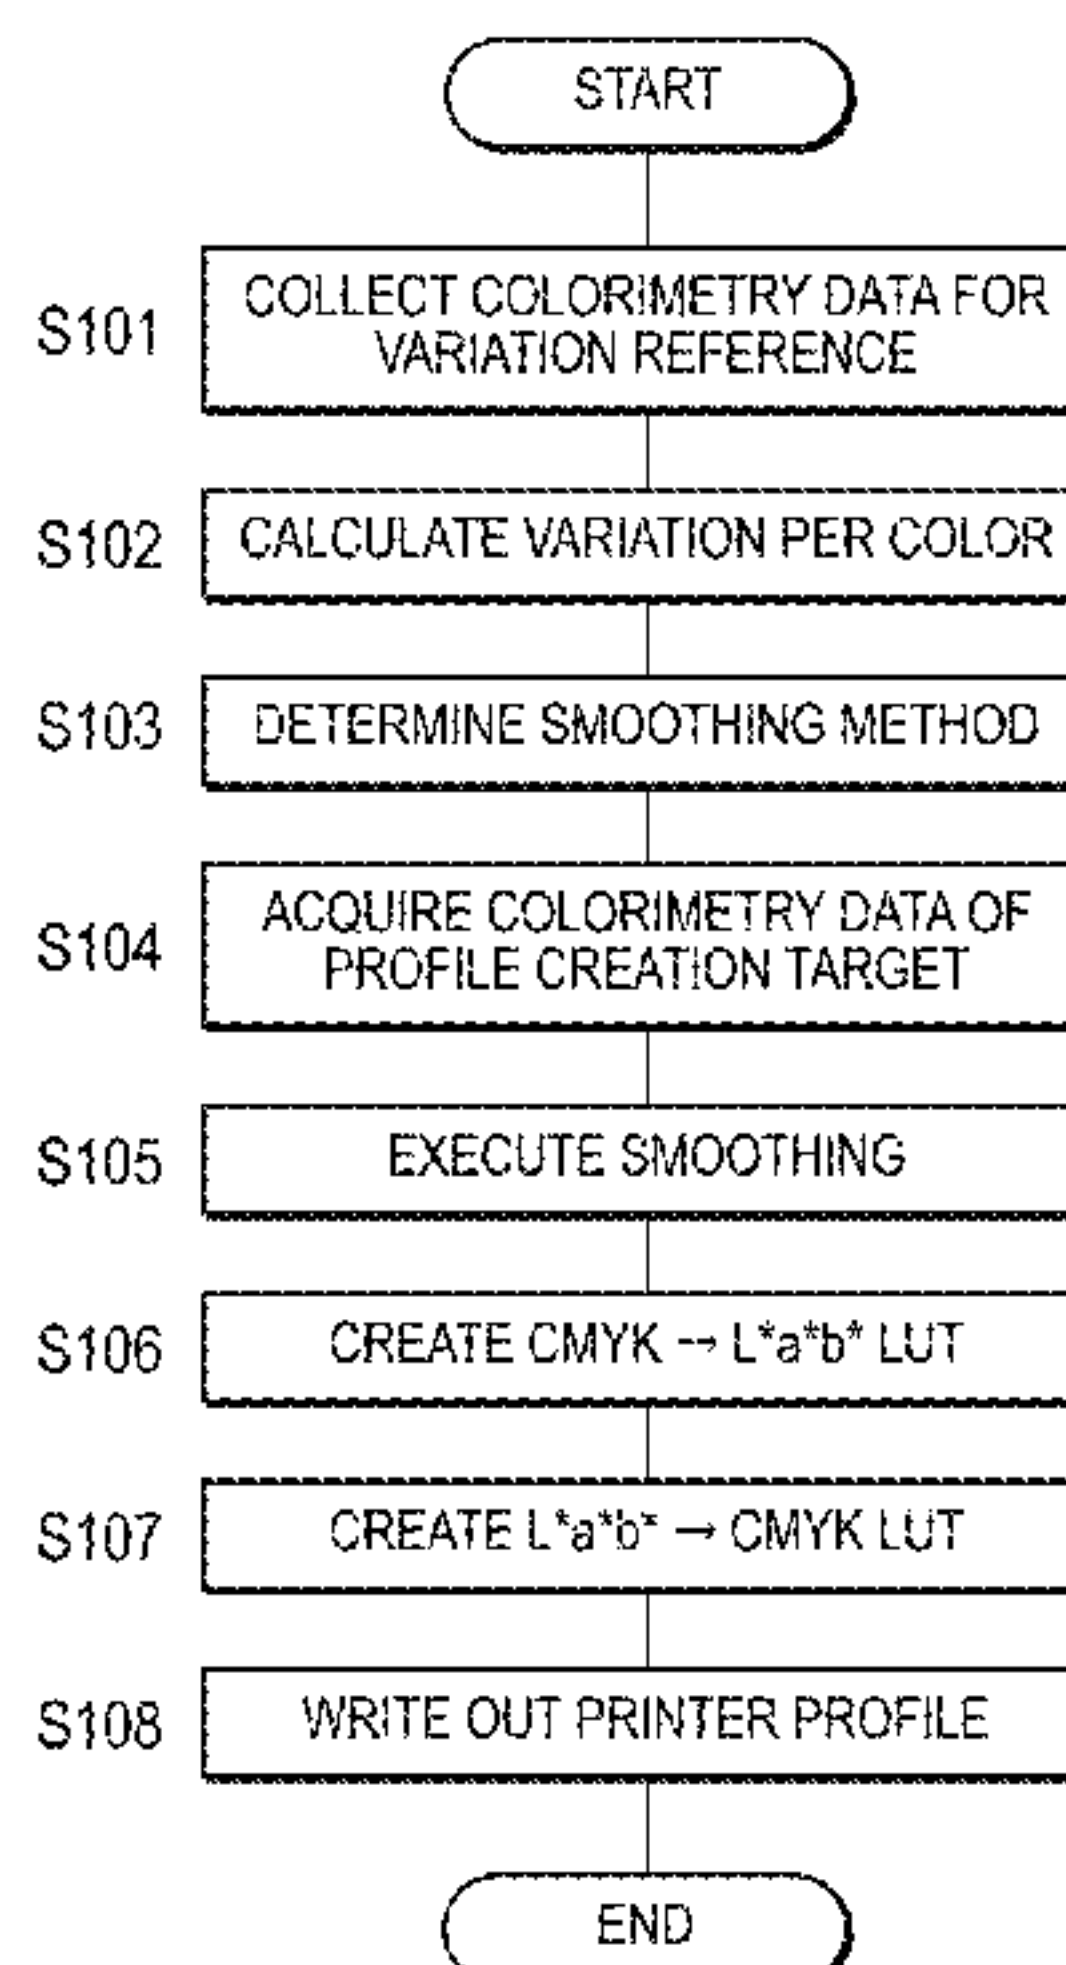 START
S101
COLLECT COLORIMETRY DATA FOR
VARIATION REFERENCE
S102
CALCULATE VARIATION PER COLOR
S103
DETERMINE SMOOTHING METHOD
S104
ACQUIRE COLORIMETRY DATA OF
PROFILE CREATION TARGET
S105
EXECUTE SMOOTHING
S106
CREATE CMYK → L*a*b* LUT
S107
CREATE L*a*b* → CMYK LUT
S108
WRITE OUT PRINTER PROFILE
END